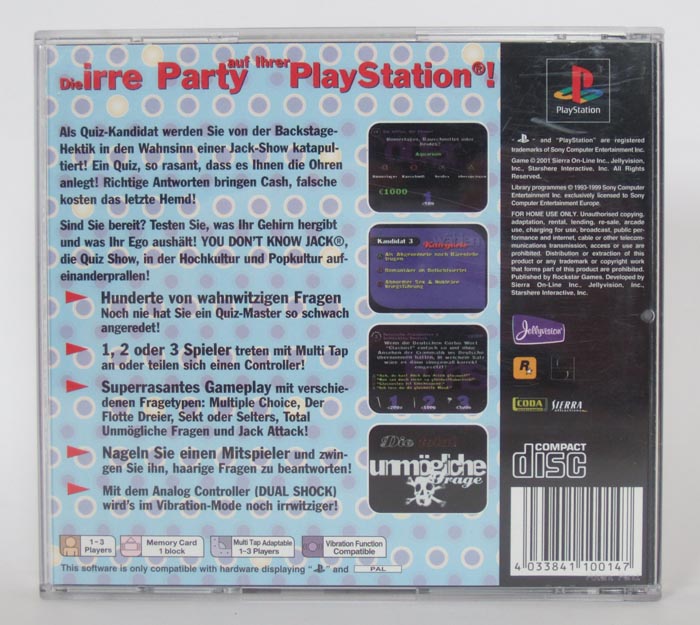 Die irre Party auf Ihrer PlayStation®!
Als Quiz-Kandidat werden Sie von der Backstage-
Hektik in den Wahnsinn einer Jack-Show katapul-
tiert! Ein Quiz, so rasant, dass es Ihnen die Ohren
anlegt! Richtige Antworten bringen Cash, falsche
kosten das letzte Hemd!
Sind Sie bereit? Testen Sie, was Ihr Gehirn hergibt
und was Ihr Ego aushält! YOU DON'T KNOW JACK®,
die Quiz Show, in der Hochkultur und Popkultur auf-
einanderprallen!
Hunderte von wahnwitzigen Fragen
Noch nie hat Sie ein Quiz-Master so schwach
angeredet!
1, 2 oder 3 Spieler treten mit Multi Tap
an oder teilen sich einen Controller!
Superrasantes Gameplay mit verschie-
denen Fragetypen: Multiple Choice, Der
Flotte Dreier, Sekt oder Selters, Total
Unmögliche Fragen und Jack Attack!
Nageln Sie einen Mitspieler und zwin-
gen Sie ihn, haarige Fragen zu beantworten!
Mit dem Analog Controller (DUAL SHOCK)
wird's im Vibration-Mode noch irrwitziger!
Aquarium
£1000
1
Kandidat 3
Kategorie
1 2 3
Die total
unmögliche
Frage
1~3
Players
Memory Card
1 block
Multi Tap Adaptable
1~3 Players
Vibration Function
Compatible
This software is only compatible with hardware displaying " " and PAL
PlayStation
" " and "PlayStation" are registered
trademarks of Sony Computer Entertainment Inc.
Game © 2001 Sierra On-Line Inc., Jellyvision,
Inc., Starshere Interactive, Inc. All Rights
Reserved.
Library programmes © 1993-1999 Sony Computer
Entertainment Inc. exclusively licensed to Sony
Computer Entertainment Europe.
FOR HOME USE ONLY. Unauthorised copying,
adaptation, rental, lending, re-sale, arcade
use, charging for use, broadcast, public per-
formance and internet, cable or other telecom-
munications transmission, access or use are
prohibited. Distribution or extraction of this
product or any trademark or copyright work
that forms part of this product are prohibited.
Published by Rockstar Games. Developed by
Sierra On-Line Inc., Jellyvision, Inc.,
Starshere Interactive, Inc.
Jellyvision
R
CODA SIERRA
COMPACT
disc
4 033841 100147